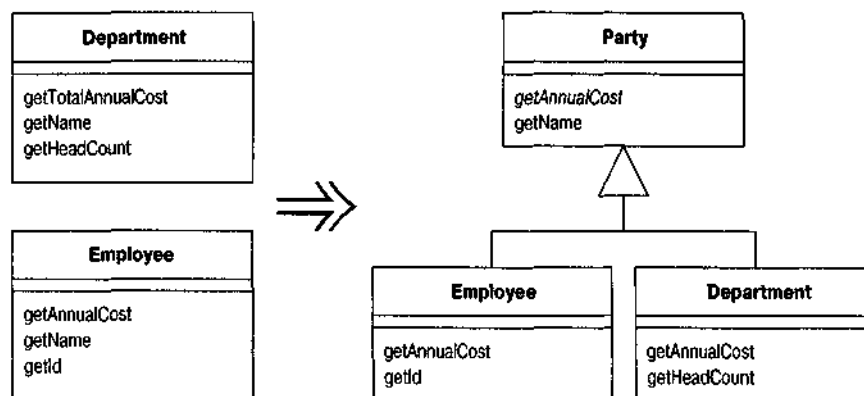 Department
getTotalAnnualCost
getName
getHeadCount
Employee
getAnnualCost
getName
getId
Party
getAnnualCost
getName
Employee
getAnnualCost
getId
Department
getAnnualCost
getHeadCount